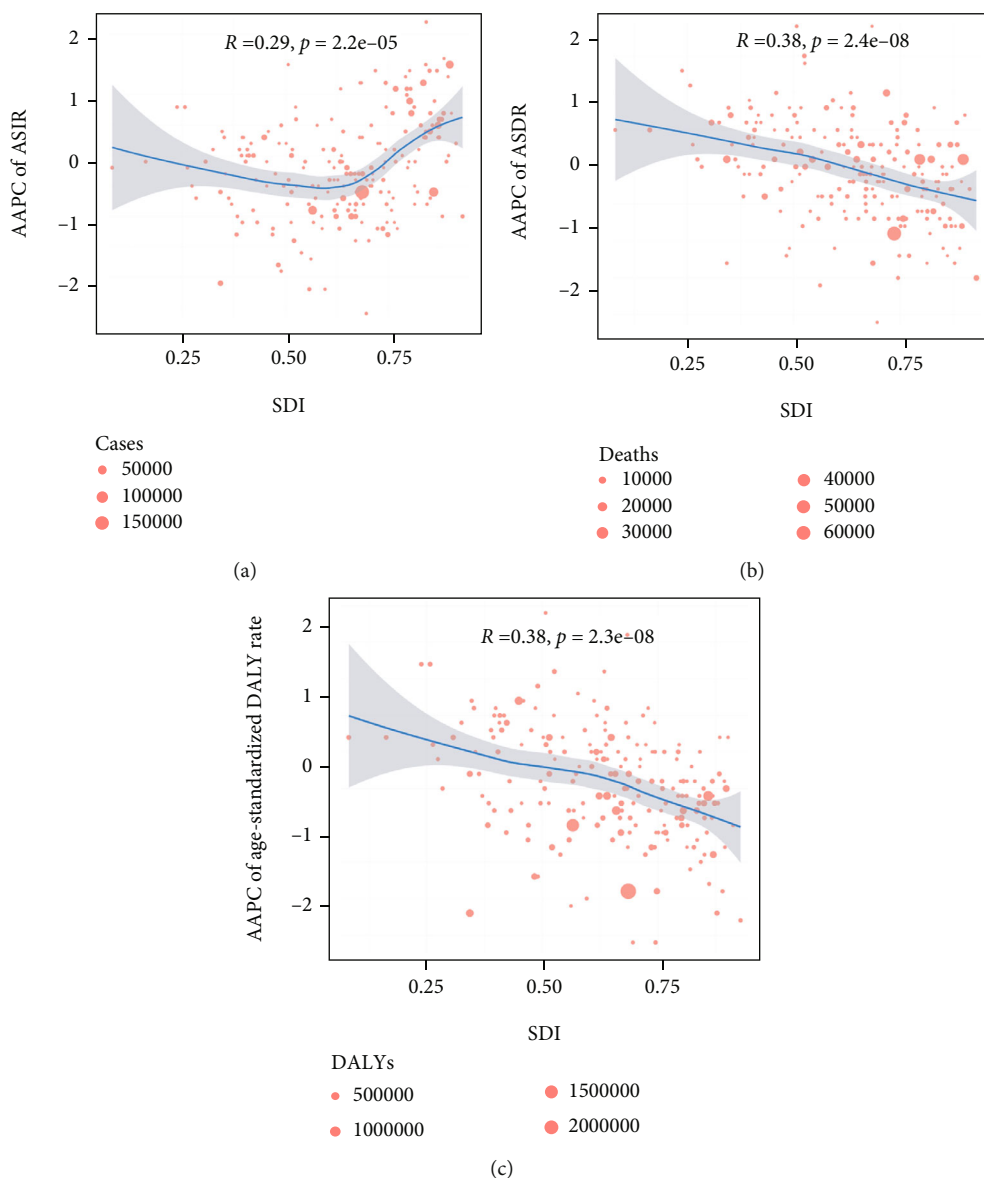 R =0.29, p = 2.2e–05
AAPC of ASIR
2
1
0
–1
–2
0.25 0.50 0.75
SDI
Cases
50000
100000
150000
(a)
R =0.38, p = 2.4e–08
AAPC of ASDR
2
1
0
–1
–2
0.25 0.50 0.75
SDI
Deaths
10000 40000
20000 50000
30000 60000
(b)
R =0.38, p = 2.3e–08
AAPC of age-standardized DALY rate
2
1
0
–1
–2
0.25 0.50 0.75
SDI
DALYs
500000 1500000
1000000 2000000
(c)